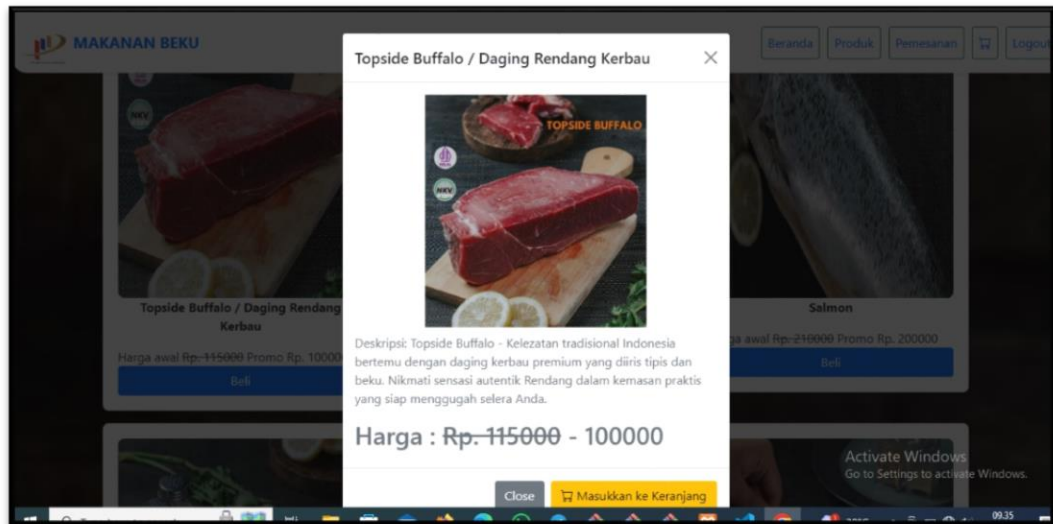 MAKANAN BEKU
Beranda Produk Pemesanan Logout
Topside Buffalo / Daging Rendang Kerbau
TOPSIDE BUFFALO
NKV
NKV
Deskripsi: Topside Buffalo - Kelezatan tradisional Indonesia
bertemu dengan daging kerbau premium yang diiris tipis dan
beku. Nikmati sensasi autentik Rendang dalam kemasan praktis
yang siap menggugah selera Anda.
Harga : Rp. 115000 - 100000
Close Masukkan ke Keranjang
Topside Buffalo / Daging Rendang
Kerbau
Harga awal Rp. 115000 Promo Rp. 10000
Beli
Salmon
ga awal Rp. 210000 Promo Rp. 200000
Beli
Activate Windows
Go to Settings to activate Windows.
09.35